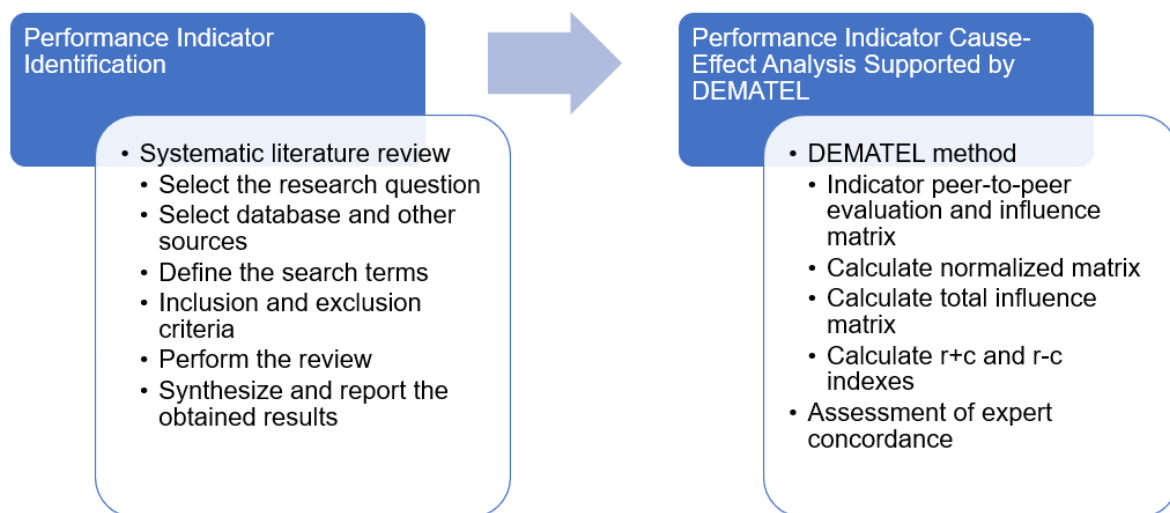 Performance Indicator
Identification
• Systematic literature review
• Select the research question
• Select database and other
sources
• Define the search terms
• Inclusion and exclusion
criteria
• Perform the review
• Synthesize and report the
obtained results
Performance Indicator Cause-
Effect Analysis Supported by
DEMATEL
• DEMATEL method
• Indicator peer-to-peer
evaluation and influence
matrix
• Calculate normalized matrix
• Calculate total influence
matrix
• Calculate r+c and r-c
indexes
• Assessment of expert
concordance